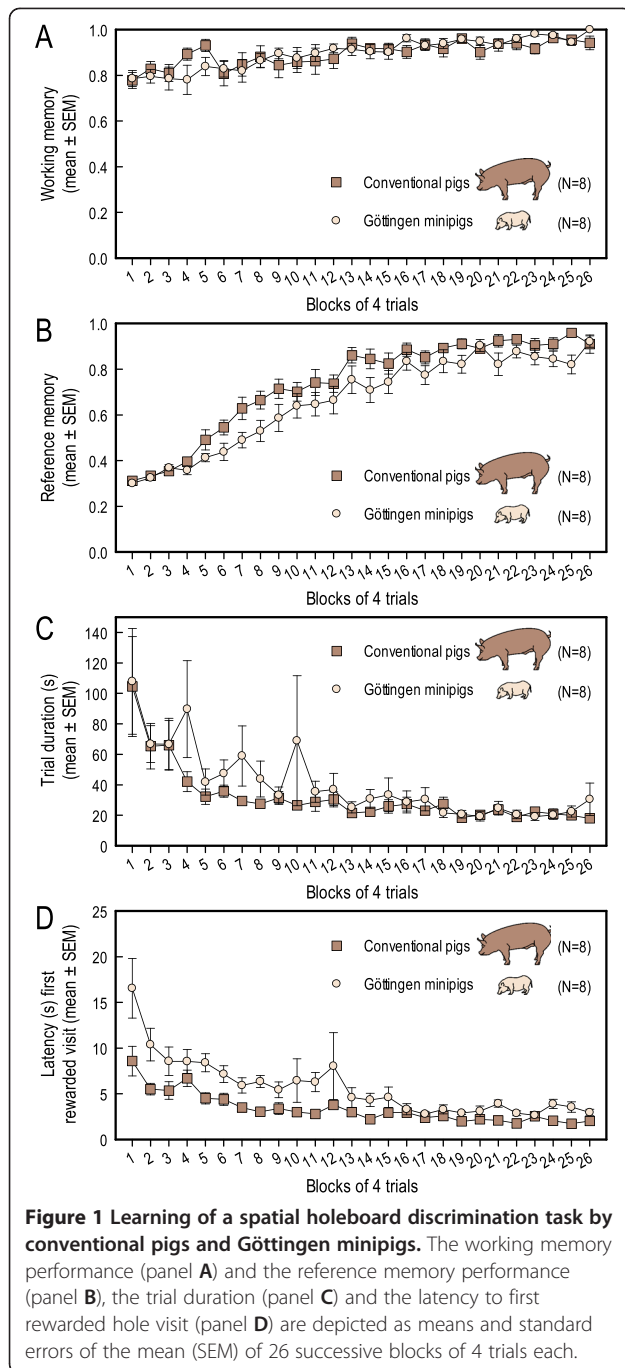 A
Working memory
(mean ± SEM)
1.0
0.8
0.6
0.4
0.2
0.0
Conventional pigs (N=8)
Göttingen minipigs (N=8)
1 2 3 4 5 6 7 8 9 10 11 12 13 14 15 16 17 18 19 20 21 22 23 24 25 26
Blocks of 4 trials
B
Reference memory
(mean ± SEM)
1.0
0.8
0.6
0.4
0.2
0.0
Conventional pigs (N=8)
Göttingen minipigs (N=8)
1 2 3 4 5 6 7 8 9 10 11 12 13 14 15 16 17 18 19 20 21 22 23 24 25 26
Blocks of 4 trials
C
Trial duration (s)
(mean ± SEM)
140
120
100
80
60
40
20
0
Conventional pigs (N=8)
Göttingen minipigs (N=8)
1 2 3 4 5 6 7 8 9 10 11 12 13 14 15 16 17 18 19 20 21 22 23 24 25 26
Blocks of 4 trials
D
Latency (s) first
rewarded visit (mean ± SEM)
25
20
15
10
5
0
Conventional pigs (N=8)
Göttingen minipigs (N=8)
1 2 3 4 5 6 7 8 9 10 11 12 13 14 15 16 17 18 19 20 21 22 23 24 25 26
Blocks of 4 trials
Figure 1 Learning of a spatial holeboard discrimination task by
conventional pigs and Göttingen minipigs. The working memory
performance (panel A) and the reference memory performance
(panel B), the trial duration (panel C) and the latency to first
rewarded hole visit (panel D) are depicted as means and standard
errors of the mean (SEM) of 26 successive blocks of 4 trials each.